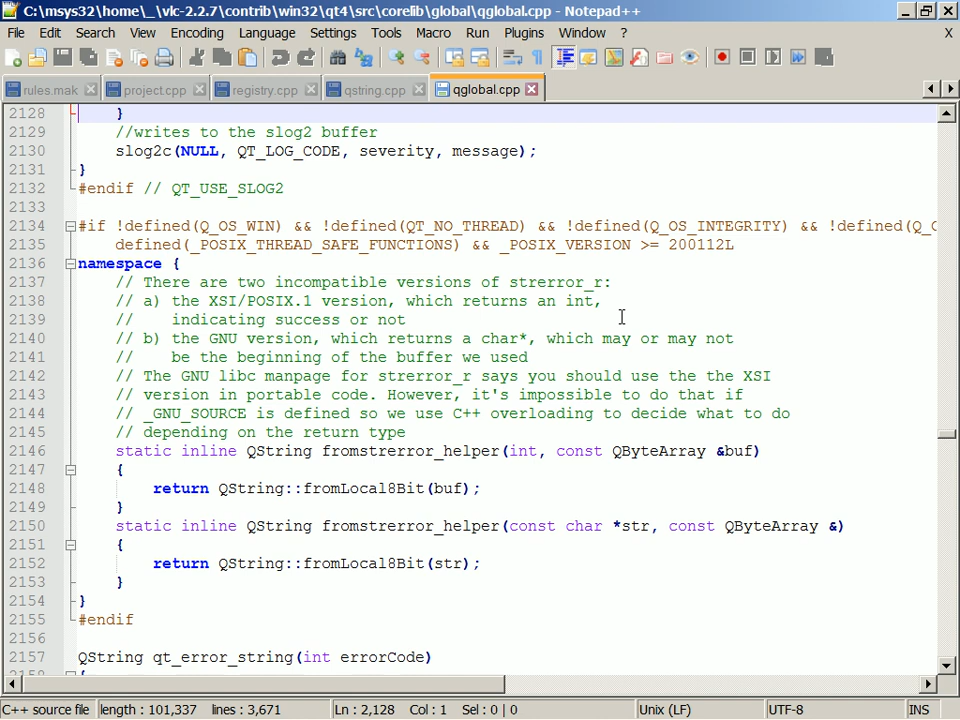 C:\msys32\home\_\vlc-2.2.7\contrib\win32\qt4\src\corelib\global\qglobal.cpp - Notepad++
File Edit Search View Encoding Language Settings Tools Macro Run Plugins Window ? X
rules.mak project.cpp registry.cpp qstring.cpp qglobal.cpp
2128 }
2129 //writes to the slog2 buffer
2130 slog2c(NULL, QT_LOG_CODE, severity, message);
2131 }
2132 #endif // QT_USE_SLOG2
2133
2134 #if !defined(Q_OS_WIN) && !defined(QT_NO_THREAD) && !defined(Q_OS_INTEGRITY) && !defined(Q_
2135 defined(_POSIX_THREAD_SAFE_FUNCTIONS) && _POSIX_VERSION >= 200112L
2136 namespace {
2137 // There are two incompatible versions of strerror_r:
2138 // a) the XSI/POSIX.1 version, which returns an int,
2139 // indicating success or not
2140 // b) the GNU version, which returns a char*, which may or may not
2141 // be the beginning of the buffer we used
2142 // The GNU libc manpage for strerror_r says you should use the the XSI
2143 // version in portable code. However, it's impossible to do that if
2144 // _GNU_SOURCE is defined so we use C++ overloading to decide what to do
2145 // depending on the return type
2146 static inline QString fromstrerror_helper(int, const QByteArray &buf)
2147 {
2148 return QString::fromLocal8Bit(buf);
2149 }
2150 static inline QString fromstrerror_helper(const char *str, const QByteArray &)
2151 {
2152 return QString::fromLocal8Bit(str);
2153 }
2154 }
2155 #endif
2156
2157 QString qt_error_string(int errorCode)
C++ source file length : 101,337 lines : 3,671 Ln : 2,128 Col : 1 Sel : 0 | 0 Unix (LF) UTF-8 INS